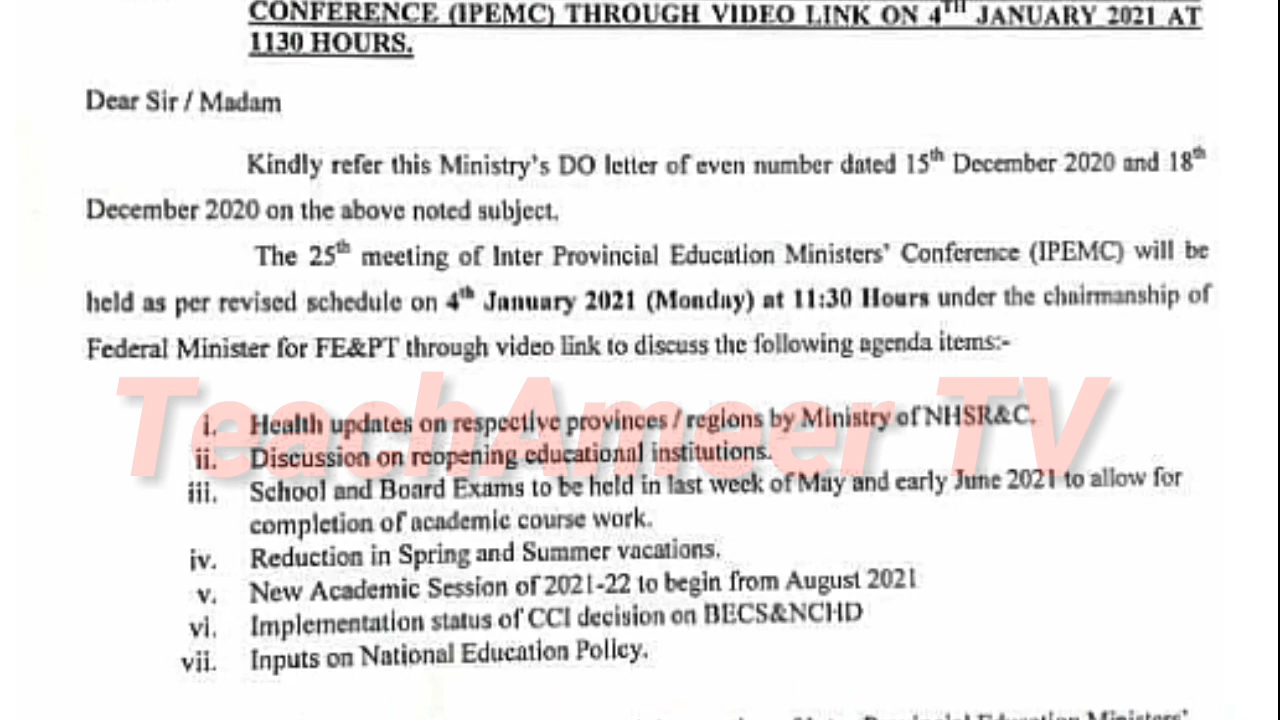 CONFERENCE (IPEMC) THROUGH VIDEO LINK ON 4TH JANUARY 2021 AT
1130 HOURS.
Dear Sir / Madam
Kindly refer this Ministry's DO letter of even number dated 15th December 2020 and 18th
December 2020 on the above noted subject.
The 25th meeting of Inter Provincial Education Ministers' Conference (IPEMC) will be
held as per revised schedule on 4th January 2021 (Monday) at 11:30 Hours under the chairmanship of
Federal Minister for FE&PT through video link to discuss the following agenda items:-
TeachAmeer TV
i. Health updates on respective provinces / regions by Ministry of NHSR&C.
ii. Discussion on reopening educational institutions.
iii. School and Board Exams to be held in last week of May and early June 2021 to allow for
completion of academic course work.
iv. Reduction in Spring and Summer vacations.
v. New Academic Session of 2021-22 to begin from August 2021
vi. Implementation status of CCI decision on BECS&NCHD
vii. Inputs on National Education Policy.
Education Ministers'